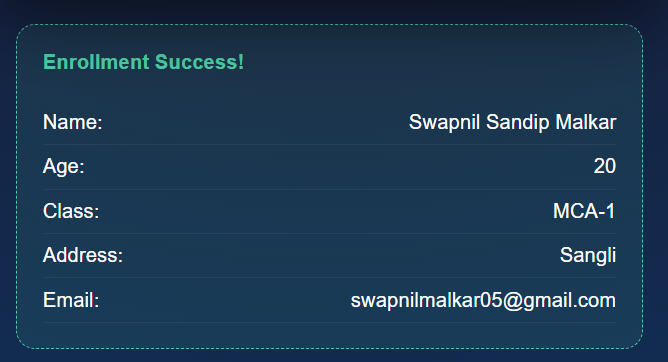 Enrollment Success!
Name: Swapnil Sandip Malkar
Age: 20
Class: MCA-1
Address: Sangli
Email: swapnilmalkar05@gmail.com